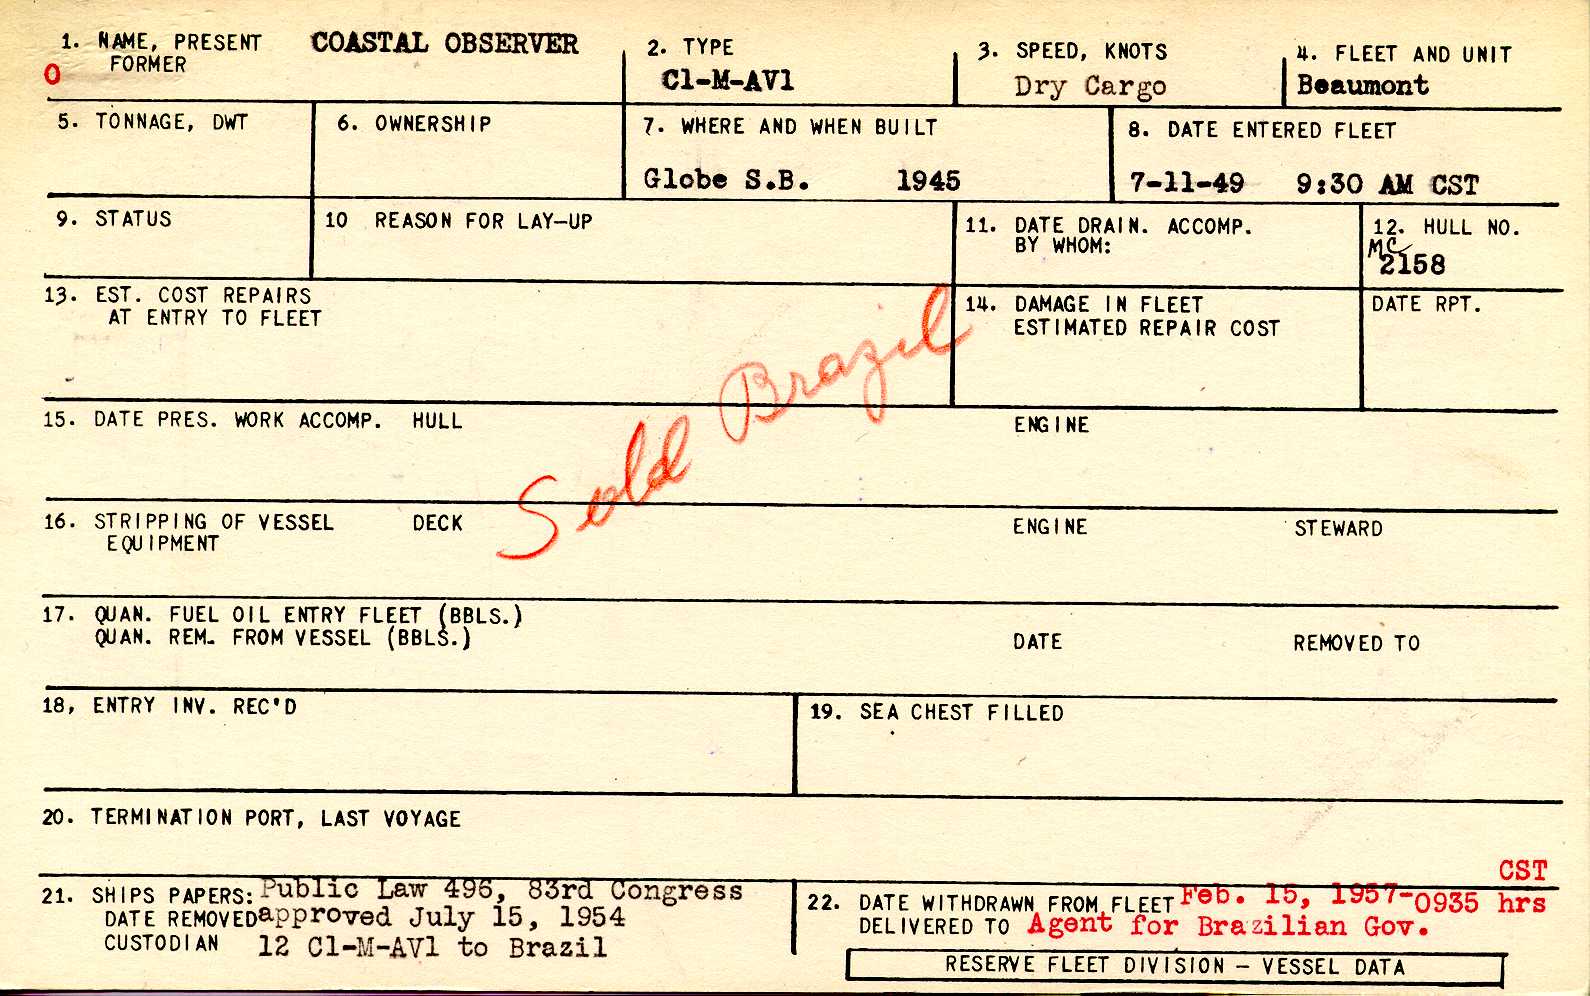 1. NAME, PRESENT COASTAL OBSERVER
FORMER
O
2. TYPE
C1-M-AV1
3. SPEED, KNOTS
Dry Cargo
4. FLEET AND UNIT
Beaumont
5. TONNAGE, DWT
6. OWNERSHIP
7. WHERE AND WHEN BUILT
Globe S.B. 1945
8. DATE ENTERED FLEET
7-11-49 9:30 AM CST
9. STATUS
10 REASON FOR LAY-UP
11. DATE DRAIN. ACCOMP.
BY WHOM:
12. HULL NO.
MC
2158
13. EST. COST REPAIRS
AT ENTRY TO FLEET
14. DAMAGE IN FLEET
ESTIMATED REPAIR COST
DATE RPT.
Sold Brazil
15. DATE PRES. WORK ACCOMP. HULL ENGINE
16. STRIPPING OF VESSEL DECK ENGINE STEWARD
EQUIPMENT
17. QUAN. FUEL OIL ENTRY FLEET (BBLS.)
QUAN. REM. FROM VESSEL (BBLS.) DATE REMOVED TO
18, ENTRY INV. REC'D
19. SEA CHEST FILLED
20. TERMINATION PORT, LAST VOYAGE
21. SHIPS PAPERS: Public Law 496, 83rd Congress
DATE REMOVED approved July 15, 1954
CUSTODIAN 12 C1-M-AV1 to Brazil
CST
22. DATE WITHDRAWN FROM FLEET Feb. 15, 1957-0935 hrs
DELIVERED TO Agent for Brazilian Gov.
RESERVE FLEET DIVISION – VESSEL DATA